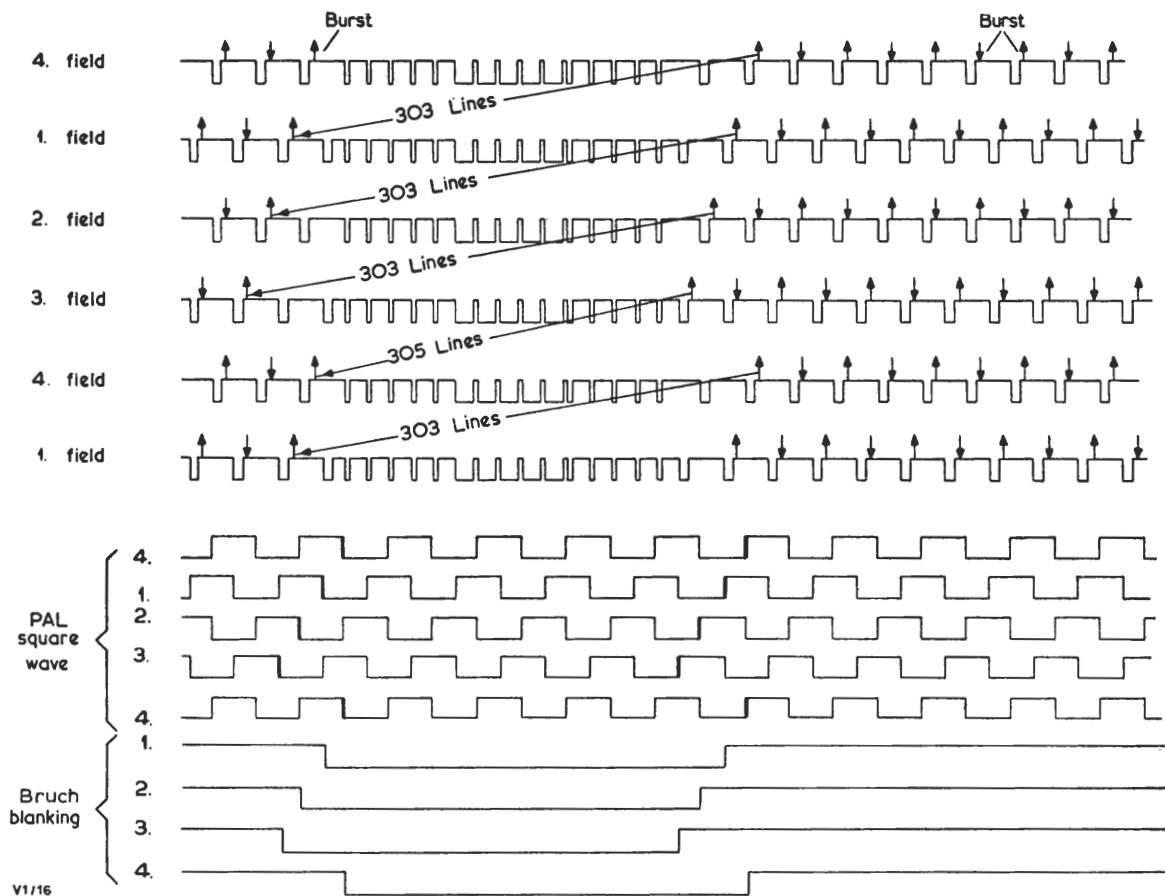 Burst
Burst
4. field
303 Lines
1. field
303 Lines
2. field
303 Lines
3. field
305 Lines
4. field
303 Lines
1. field
PAL
square
wave
4.
1.
2.
3.
4.
Bruch
blanking
1.
2.
3.
4.
V1/16